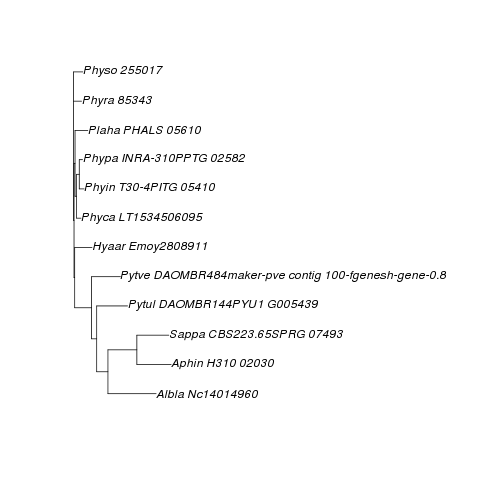 Physo 255017
Phyra 85343
Plaha PHALS 05610
Phypa INRA-310PPTG 02582
Phyin T30-4PITG 05410
Phyca LT1534506095
Hyaar Emoy2808911
Pytve DAOMBR484maker-pve contig 100-fgenesh-gene-0.8
Pytul DAOMBR144PYU1 G005439
Sappa CBS223.65SPRG 07493
Aphin H310 02030
Albla Nc14014960